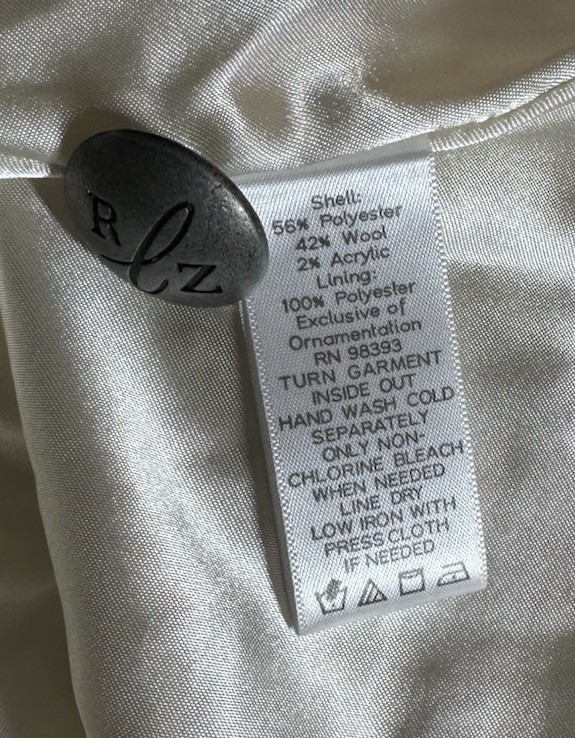 R l z
Shell:
56% Polyester
42% Wool
2% Acrylic
Lining:
100% Polyester
Exclusive of
Ornamentation
RN 98393
TURN GARMENT
INSIDE OUT
HAND WASH COLD
SEPARATELY
ONLY NON-
CHLORINE BLEACH
WHEN NEEDED
LINE DRY
LOW IRON WITH
PRESS CLOTH
IF NEEDED